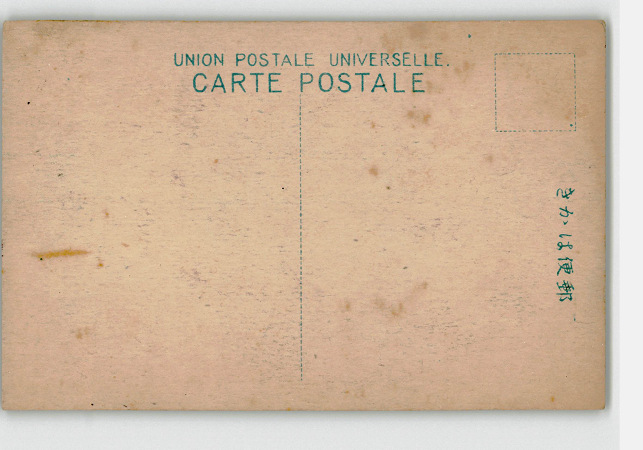 UNION POSTALE UNIVERSELLE.
CARTE POSTALE
きかは便郵